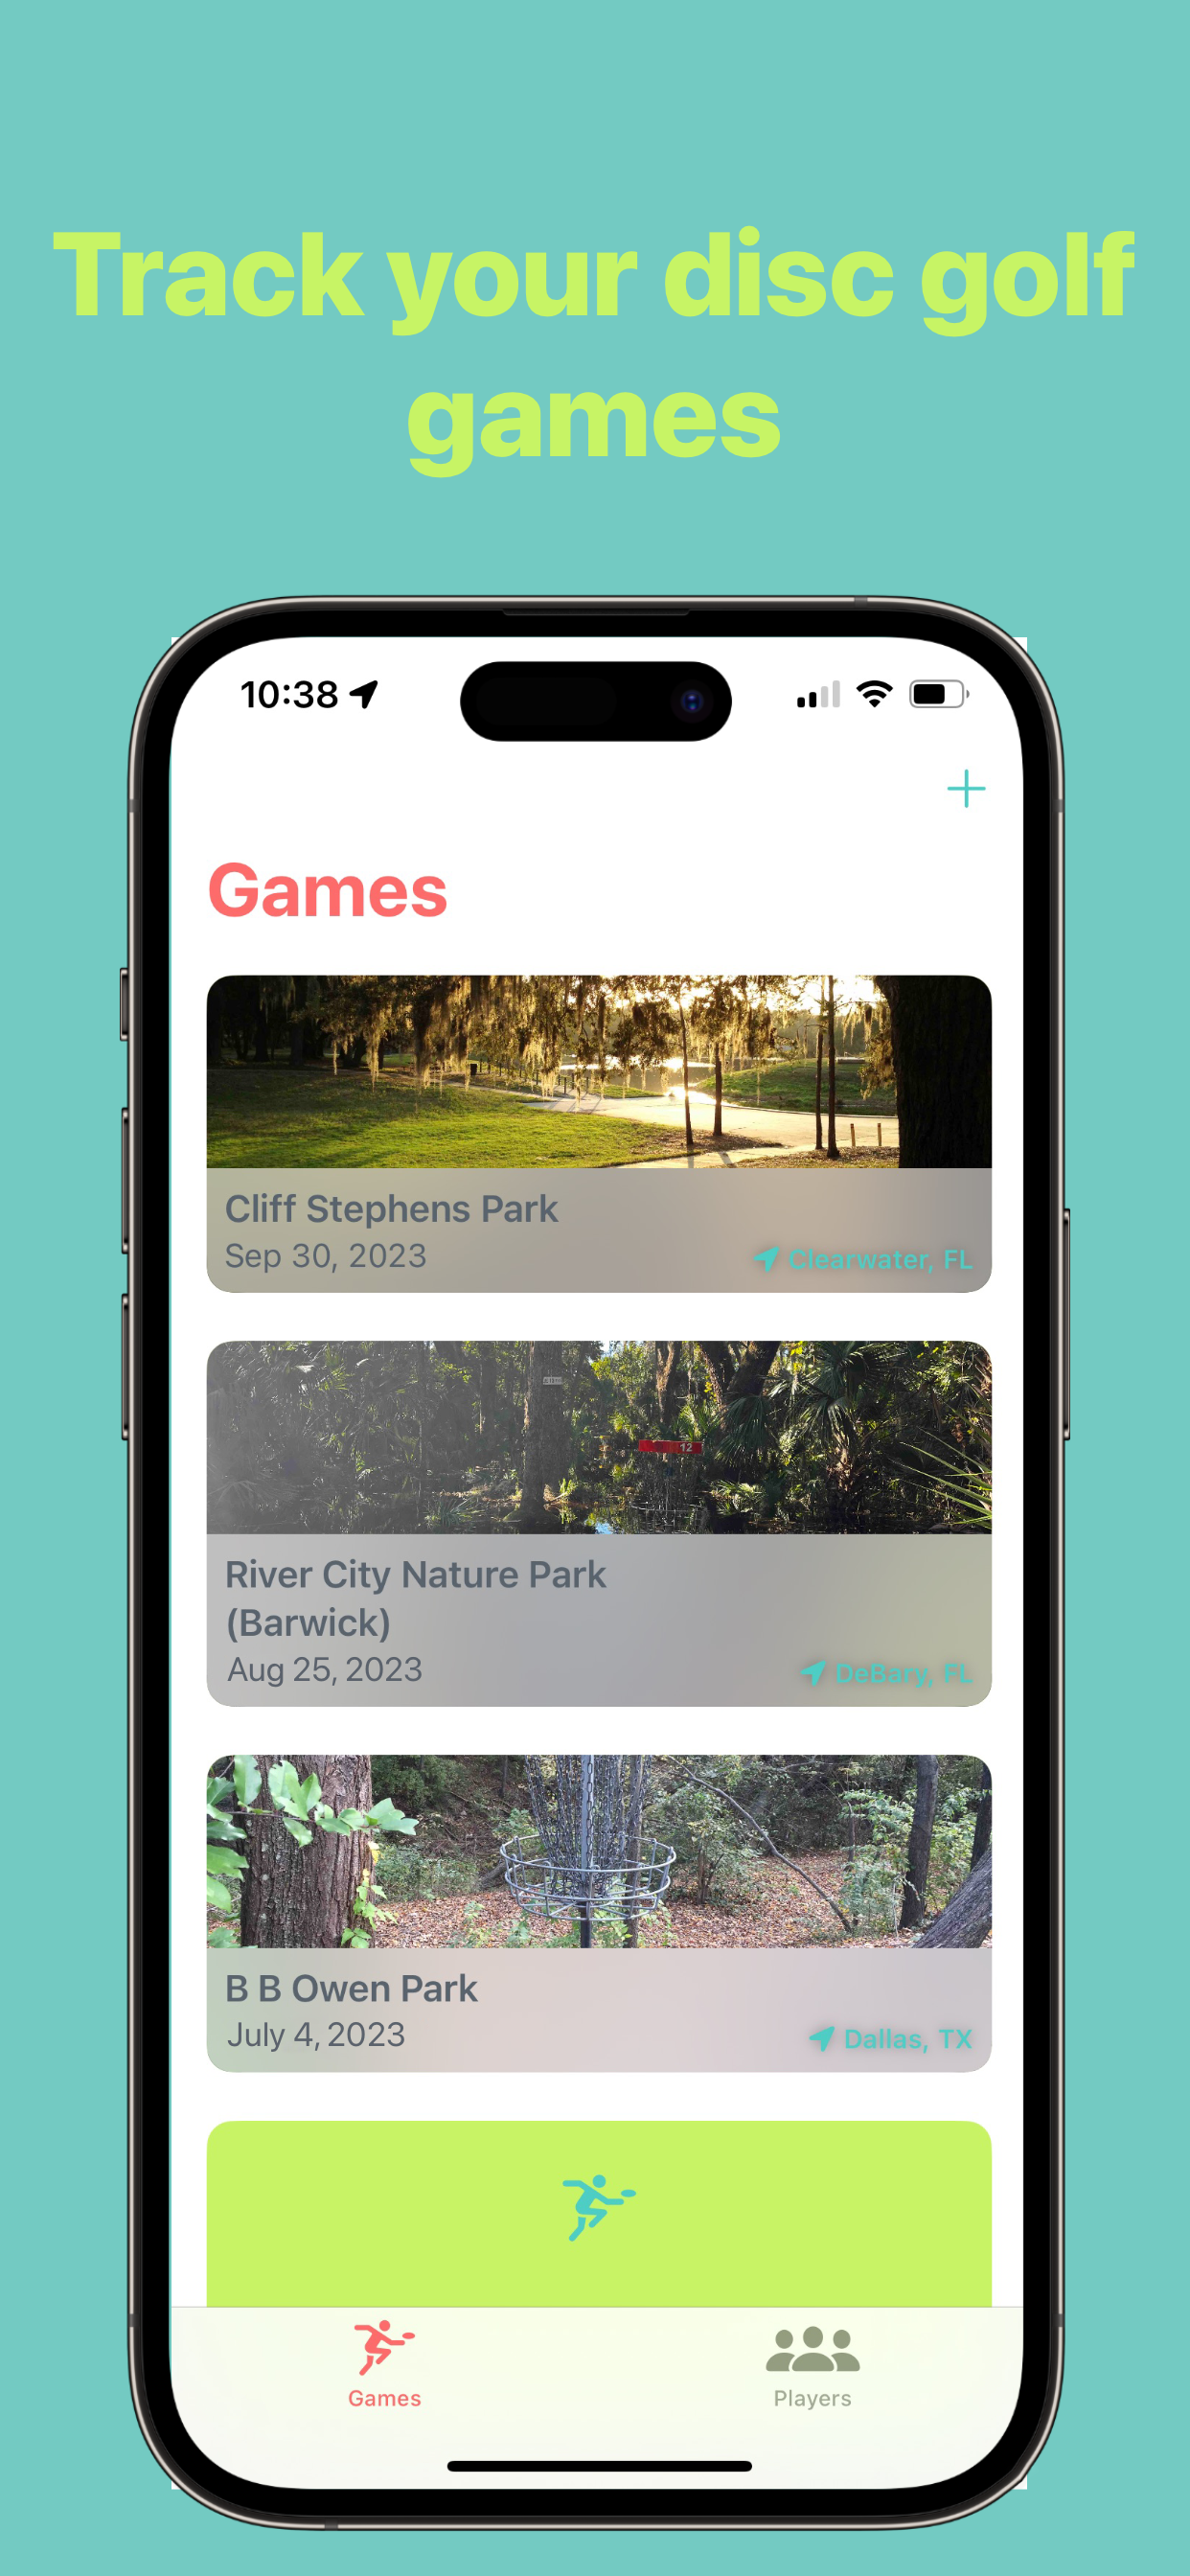 Track your disc golf
games
10:38
Games
Cliff Stephens Park
Sep 30, 2023
Clearwater, FL
12
River City Nature Park
(Barwick)
Aug 25, 2023
DeBary, FL
B B Owen Park
July 4, 2023
Dallas, TX
Games
Players